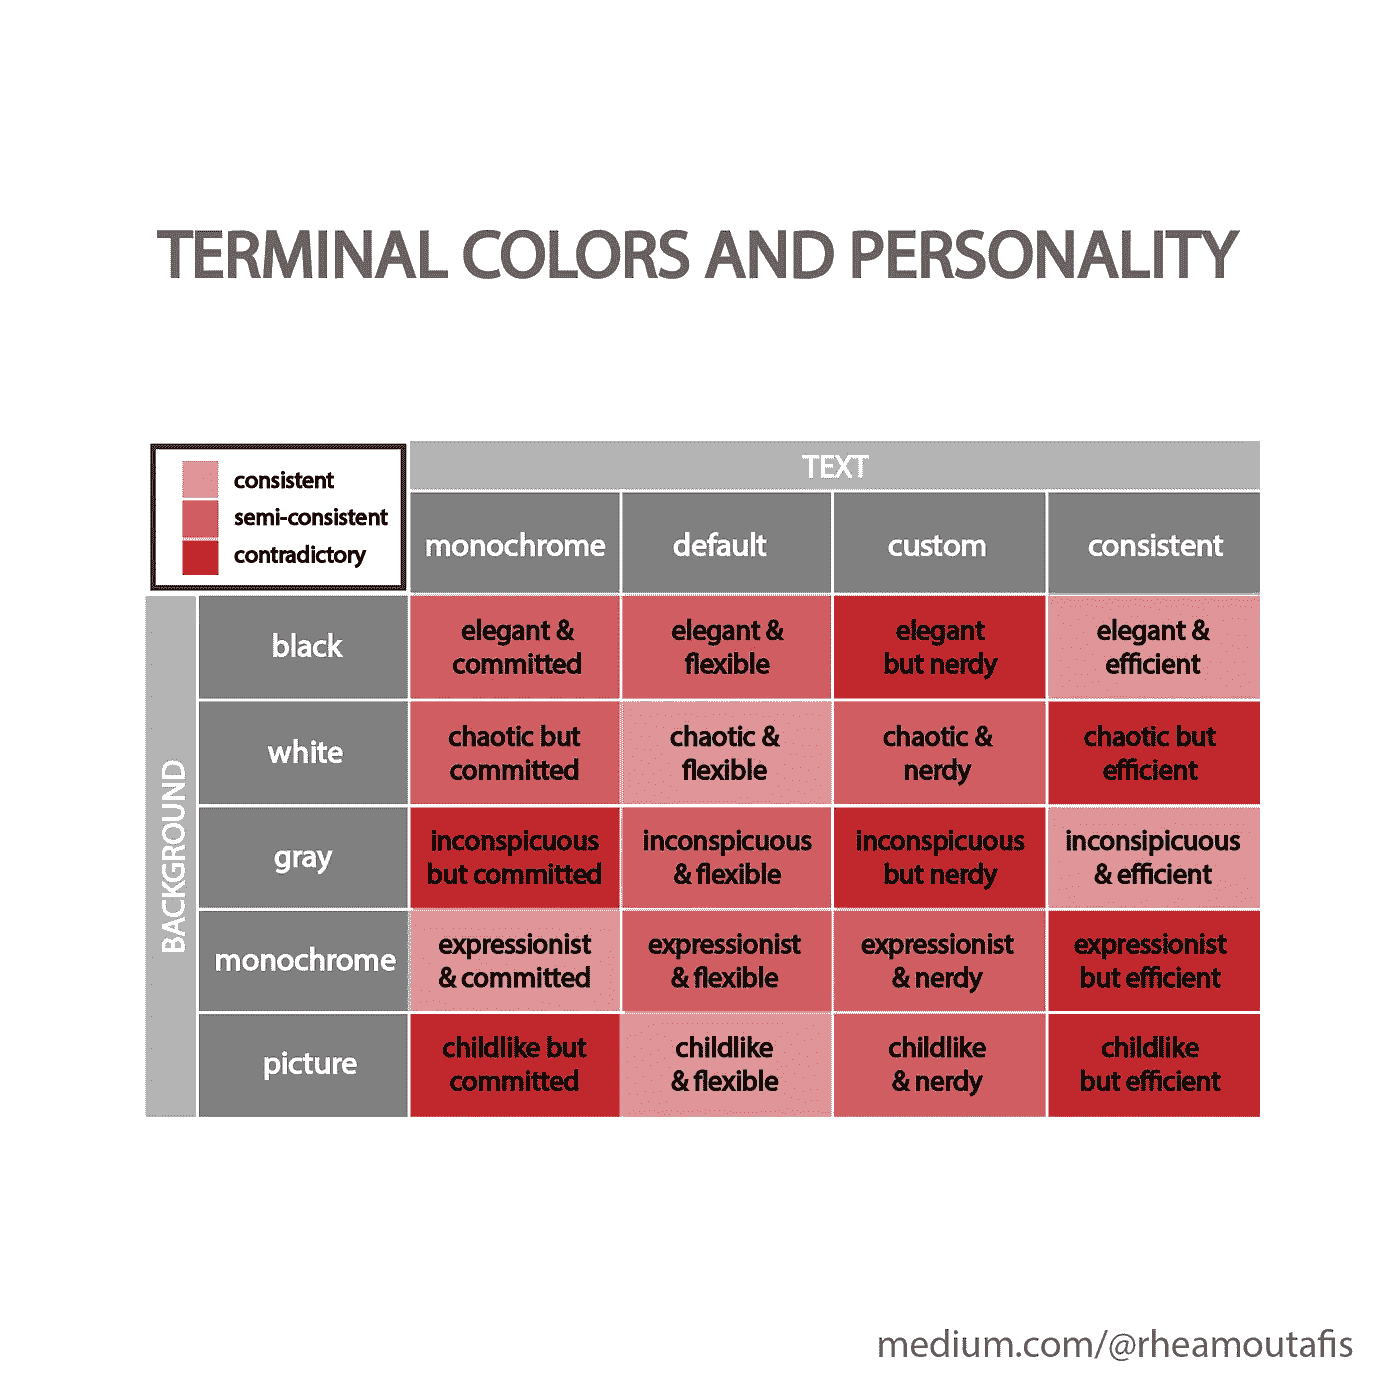 TERMINAL COLORS AND PERSONALITY
consistent
semi-consistent
contradictory
TEXT
monochrome
default
custom
consistent
BACKGROUND
black
elegant &
committed
elegant &
flexible
elegant
but nerdy
elegant &
efficient
white
chaotic but
committed
chaotic &
flexible
chaotic &
nerdy
chaotic but
efficient
gray
inconspicuous
but committed
inconspicuous
& flexible
inconspicuous
but nerdy
inconsipicuous
& efficient
monochrome
expressionist
& committed
expressionist
& flexible
expressionist
& nerdy
expressionist
but efficient
picture
childlike but
committed
childlike
& flexible
childlike
& nerdy
childlike
but efficient
medium.com/@rheamoutafis